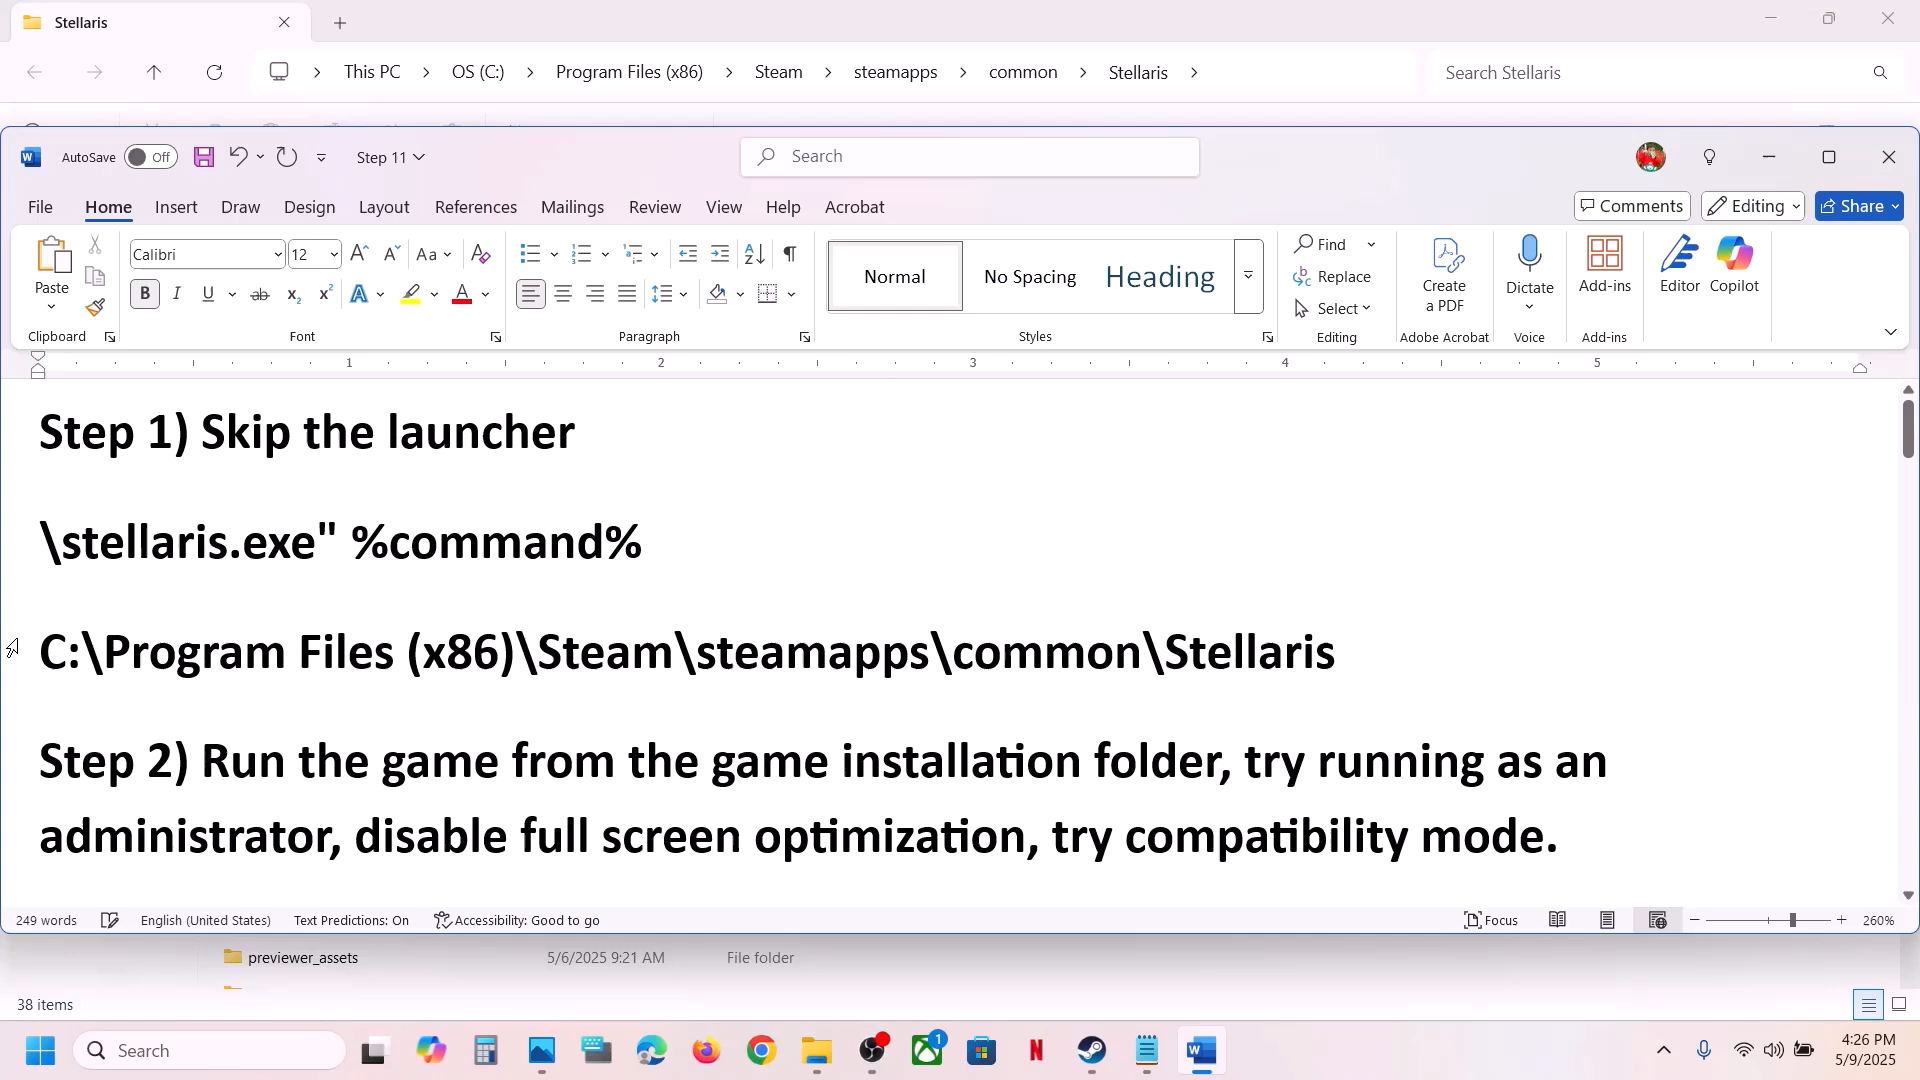 Stellaris
This PC > OS (C:) > Program Files (x86) > Steam > steamapps > common > Stellaris >
Search Stellaris
AutoSave Off
Step 11
Search
File Home Insert Draw Design Layout References Mailings Review View Help Acrobat
Comments Editing Share
Paste
Clipboard
Calibri 12
Font
Paragraph
Normal
No Spacing
Heading
Styles
Find
Replace
Select
Editing
Create a PDF
Adobe Acrobat
Dictate
Voice
Add-ins
Add-ins
Editor
Copilot
1 2 3 4 5
Step 1) Skip the launcher
\stellaris.exe" %command%
C:\Program Files (x86)\Steam\steamapps\common\Stellaris
Step 2) Run the game from the game installation folder, try running as an
administrator, disable full screen optimization, try compatibility mode.
249 words English (United States) Text Predictions: On Accessibility: Good to go Focus 260%
previewer_assets 5/6/2025 9:21 AM File folder
38 items
Search
1
4:26 PM
5/9/2025